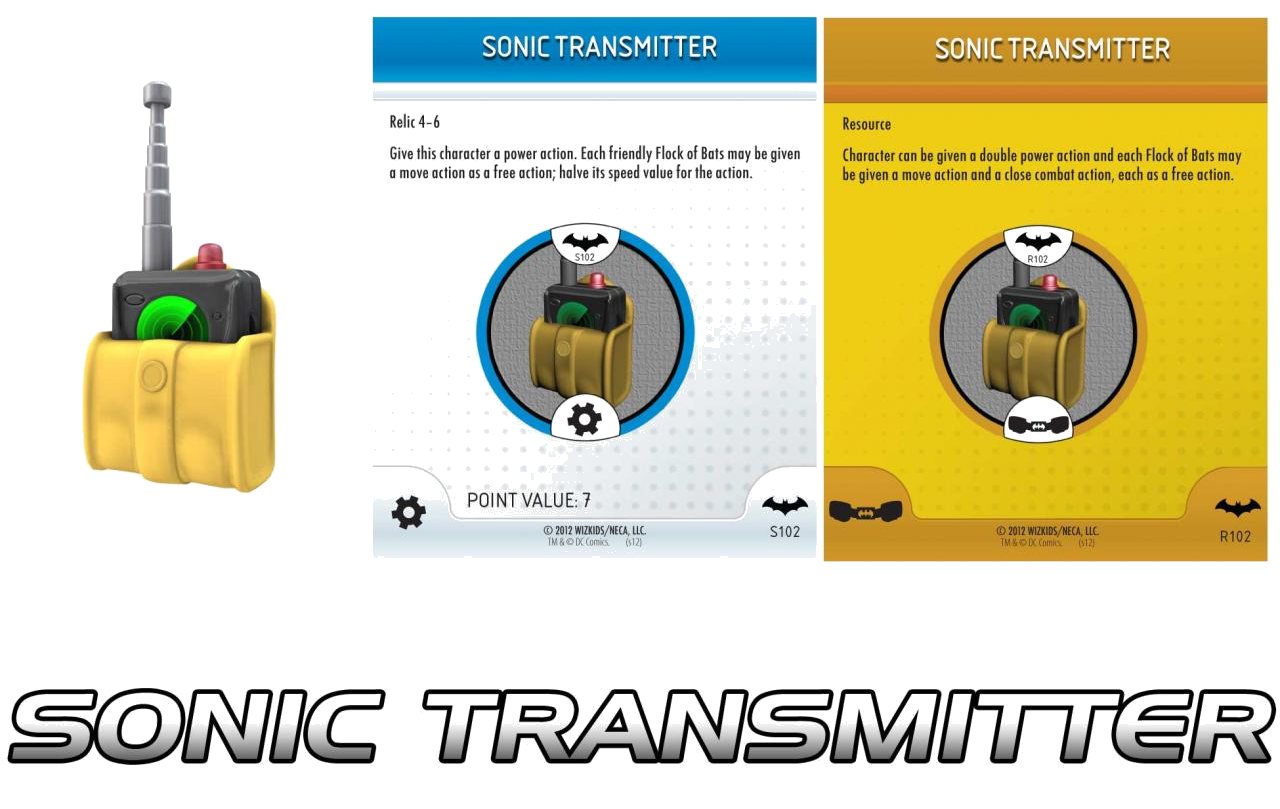 SONIC TRANSMITTER
Relic 4-6
Give this character a power action. Each friendly Flock of Bats may be given
a move action as a free action; halve its speed value for the action.
S102
POINT VALUE: 7
© 2012 WIZKIDS/NECA, LLC.
TM & © DC Comics. (s12)
S102
SONIC TRANSMITTER
Resource
Character can be given a double power action and each Flock of Bats may
be given a move action and a close combat action, each as a free action.
R102
© 2012 WIZKIDS/NECA, LLC.
TM & © DC Comics. (s12)
R102
SONIC TRANSMITTER